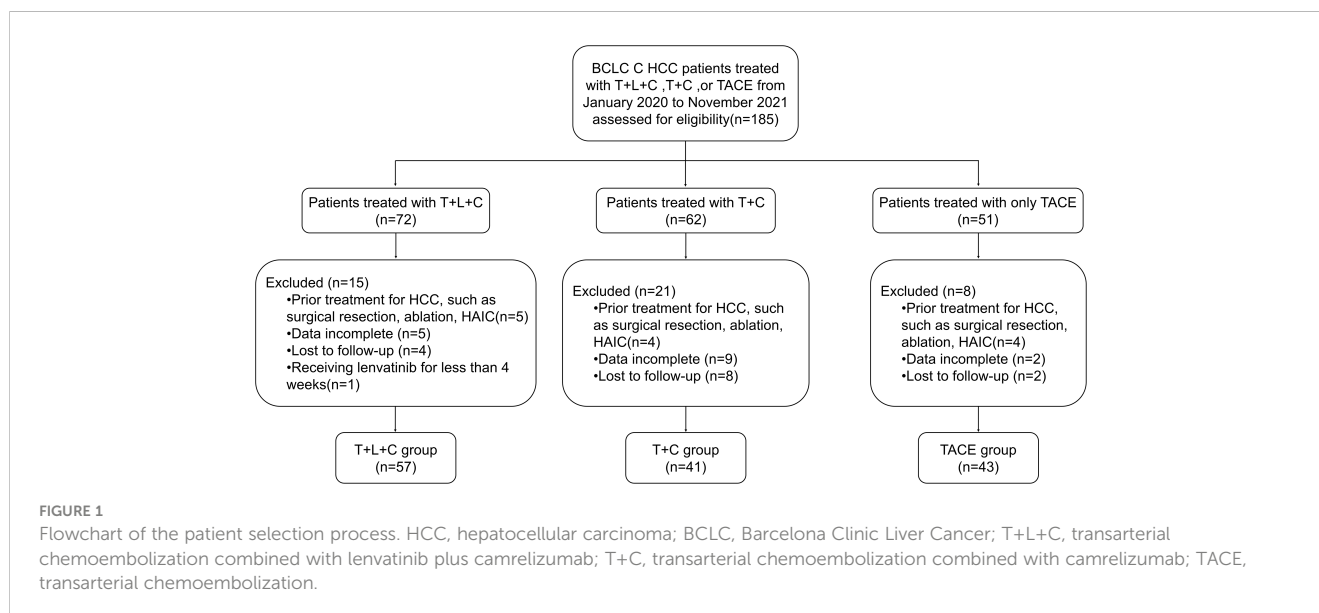 BCLC C HCC patients treated
with T+L+C ,T+C ,or TACE from
January 2020 to November 2021
assessed for eligibility(n=185)
Patients treated with T+L+C
(n=72)
Patients treated with T+C
(n=62)
Patients treated with only TACE
(n=51)
Excluded (n=15)
•Prior treatment for HCC, such as
surgical resection, ablation, HAIC(n=5)
•Data incomplete (n=5)
•Lost to follow-up (n=4)
•Receiving lenvatinib for less than 4
weeks(n=1)
Excluded (n=21)
•Prior treatment for HCC, such
as surgical resection, ablation,
HAIC(n=4)
•Data incomplete (n=9)
•Lost to follow-up (n=8)
Excluded (n=8)
•Prior treatment for HCC,
such as surgical resection,
ablation, HAIC(n=4)
•Data incomplete (n=2)
•Lost to follow-up (n=2)
T+L+C group
(n=57)
T+C group
(n=41)
TACE group
(n=43)
FIGURE 1
Flowchart of the patient selection process. HCC, hepatocellular carcinoma; BCLC, Barcelona Clinic Liver Cancer; T+L+C, transarterial
chemoembolization combined with lenvatinib plus camrelizumab; T+C, transarterial chemoembolization combined with camrelizumab; TACE,
transarterial chemoembolization.